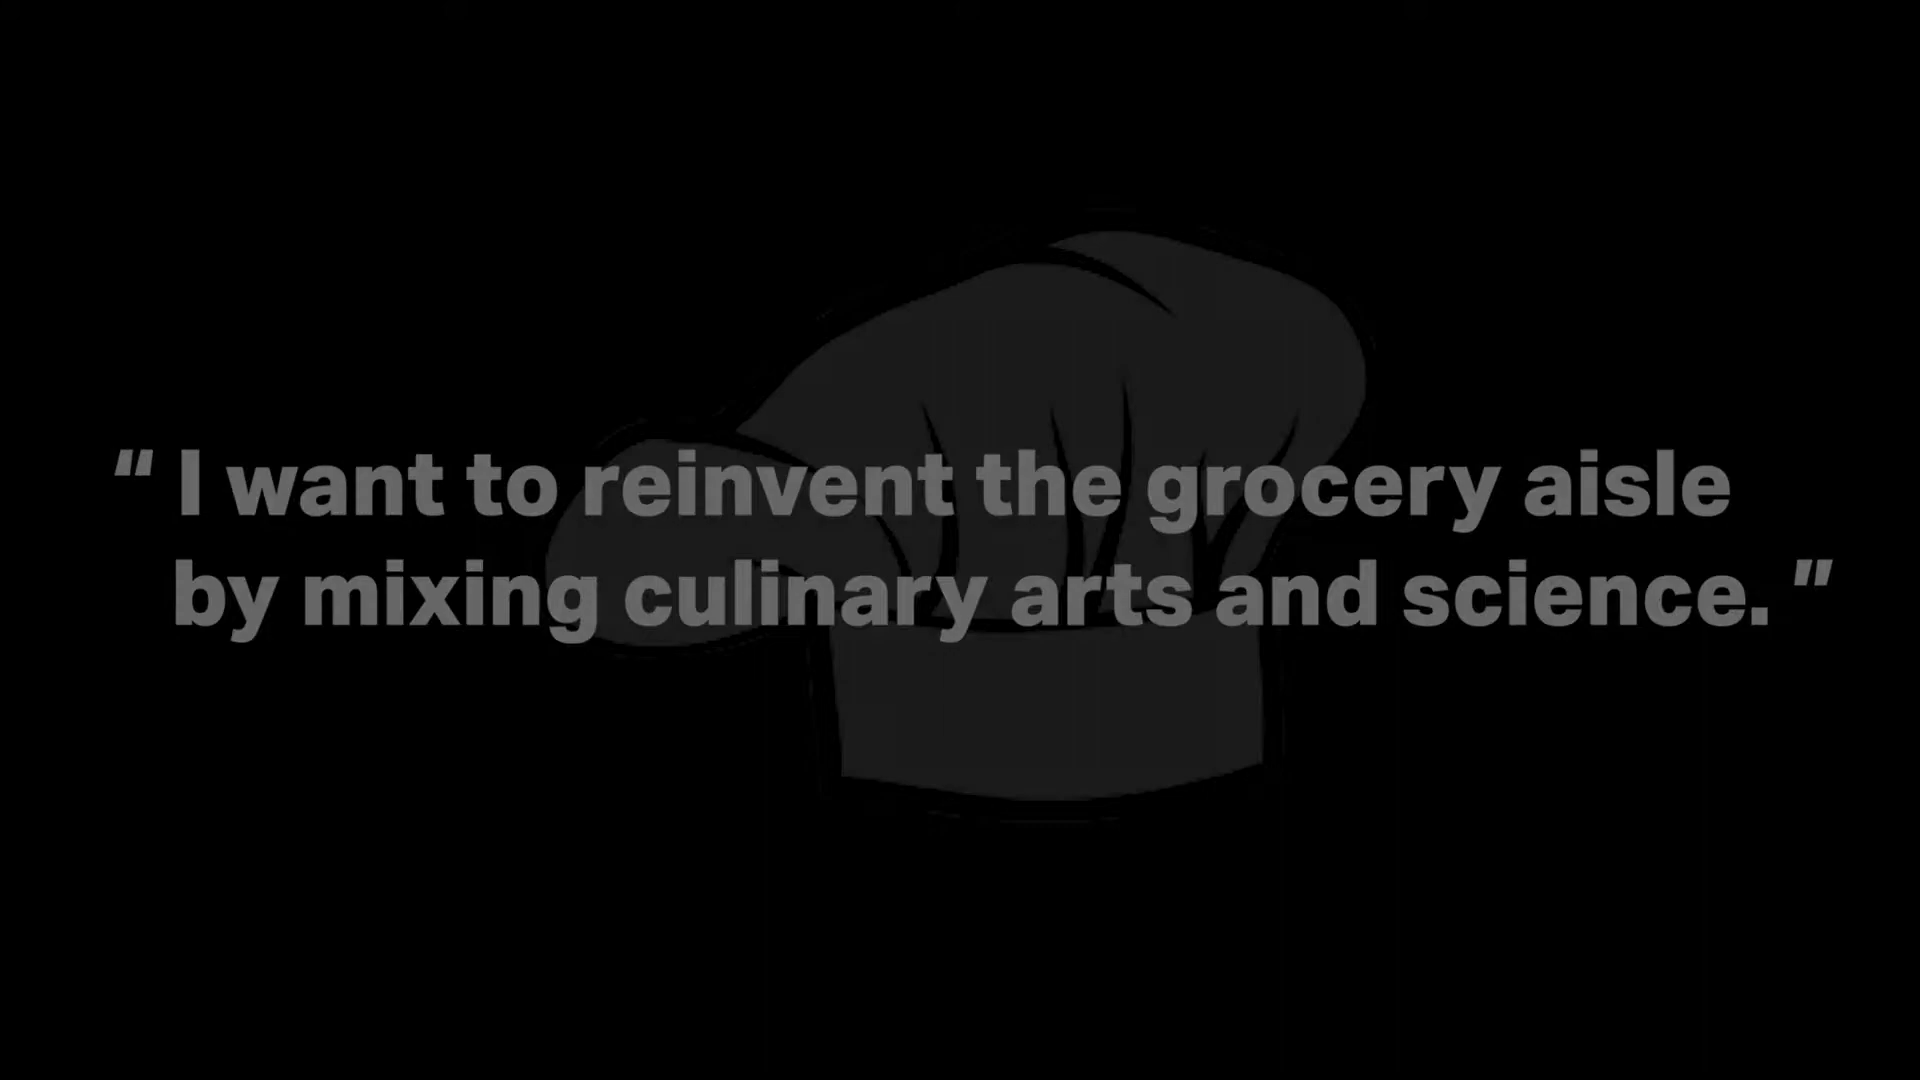 “ I want to reinvent the grocery aisle
by mixing culinary arts and science. ”